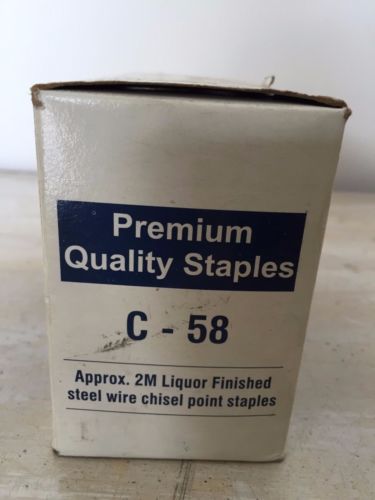 Premium
Quality Staples
C - 58
Approx. 2M Liquor Finished
steel wire chisel point staples